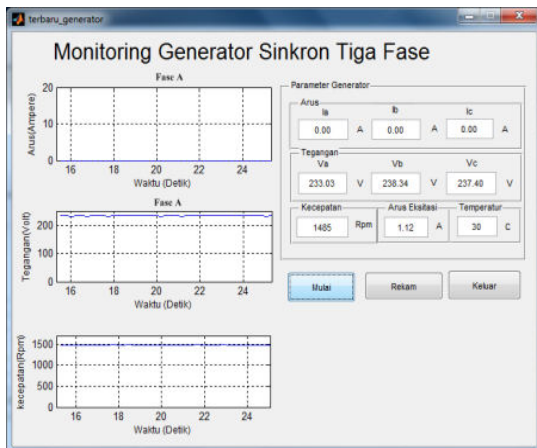 terbaru_generator
Monitoring Generator Sinkron Tiga Fase
Fase A
20
10
0
Arus(Ampere)
16 18 20 22 24
Waktu (Detik)
Fase A
200
100
0
Tegangan(Volt)
16 18 20 22 24
Waktu (Detik)
1500
1000
500
0
kecepatan(Rpm)
16 18 20 22 24
Waktu (Detik)
Parameter Generator
Arus
Ia Ib Ic
0.00 A 0.00 A 0.00 A
Tegangan
Va Vb Vc
233.03 V 238.34 V 237.40 V
Kecepatan Arus Eksitasi Temperatur
1485 Rpm 1.12 A 30 C
Mulai Rekam Keluar